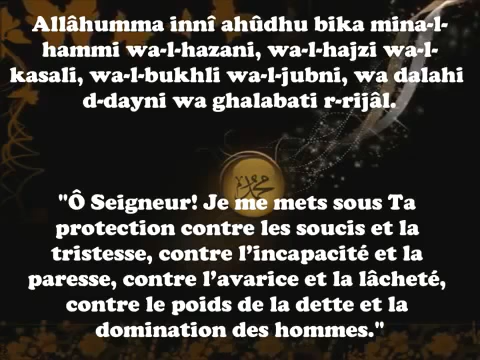 Allâhumma innî ahûdhu bika mina-l-
hammi wa-l-hazani, wa-l-hajzi wa-l-
kasali, wa-l-bukhli wa-l-jubni, wa dalahi
d-dayni wa ghalabati r-rijâl.
محمد
"Ô Seigneur! Je me mets sous Ta
protection contre les soucis et la
tristesse, contre l'incapacité et la
paresse, contre l'avarice et la lâcheté,
contre le poids de la dette et la
domination des hommes."